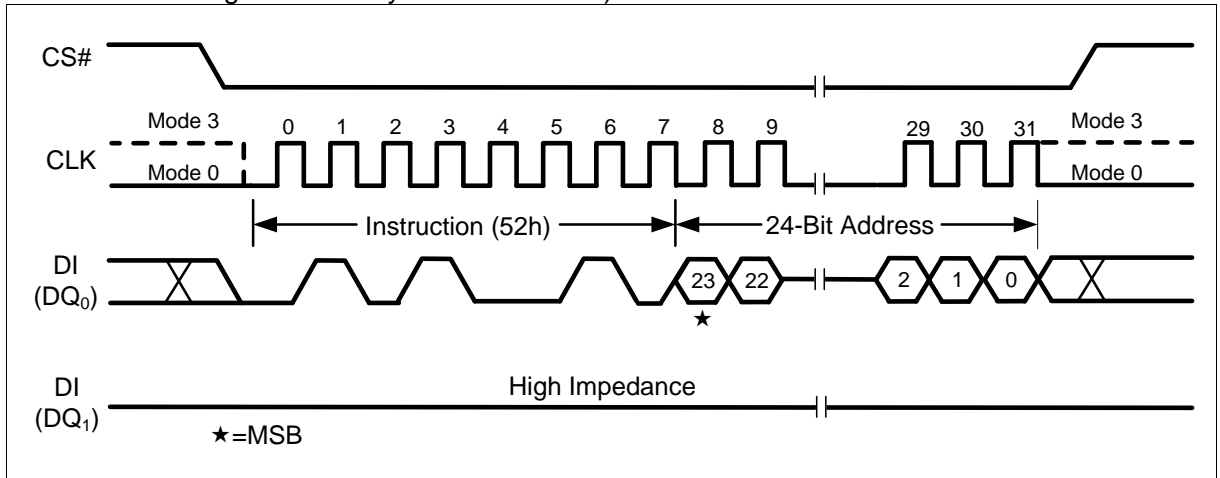 CS#
Mode 3 0 1 2 3 4 5 6 7 8 9 29 30 31 Mode 3
CLK
Mode 0 Mode 0
Instruction (52h) 24-Bit Address
DI
(DQ0)
23 22 2 1 0
★
High Impedance
DI
(DQ1)
★=MSB